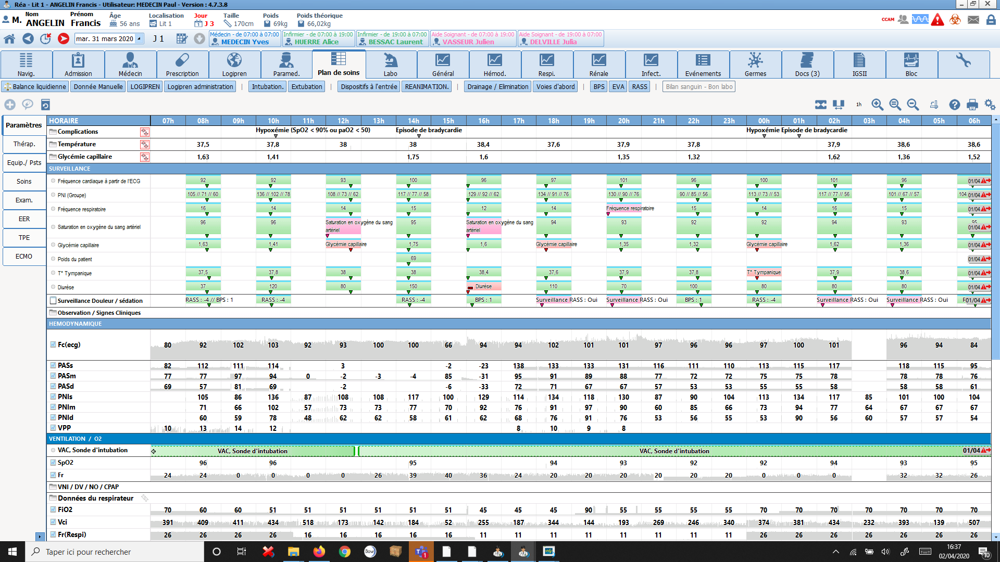 Réa - Lit 1 - ANGELIN Francis - Utilisateur: MEDECIN Paul - Version : 4.7.3.8
M. Nom ANGELIN Prénom Francis Âge 56 ans Localisation Lit 1 Jour J 3 Taille 170cm Poids 69kg Poids théorique 66,02kg CCAM
mar. 31 mars 2020 J 1
Médecin - de 07:00 à 07:00 MEDECIN Yves
Infirmier - de 07:00 à 19:00 HUERRE Alice
Infirmier - de 19:00 à 07:00 BESSAC Laurent
Aide Soignant - de 07:00 à 19:00 VASSEUR Julien
Aide Soignant - de 19:00 à 07:00 DELVILLE Julia
Navig. Admission Médecin Prescription Logipren Paramed. Plan de soins Labo Général Hémod. Respi. Rénale Infect. Evénements Germes Docs (3) IGSII Bloc
Balance liquidienne Donnée Manuelle LOGIPREN Logipren administration | Intubation. Extubation | Dispositifs à l'entrée REANIMATION. | Drainage / Elimination Voies d'abord | BPS EVA RASS | Bilan sanguin - Bon labo
1h
Paramètres
Thérap.
Equip./ Psts
Soins
Exam.
EER
TPE
ECMO
HORAIRE 07h 08h 09h 10h 11h 12h 13h 14h 15h 16h 17h 18h 19h 20h 21h 22h 23h 00h 01h 02h 03h 04h 05h 06h
Complications Hypoxémie (SpO2 < 90% ou paO2 < 50) Episode de bradycardie Hypoxémie Episode de bradycardie
Température 37,5 37,8 38 38 38,4 37,6 37,9 37,8 37,9 38,6 38,6
Glycémie capillaire 1,63 1,41 1,75 1,6 1,35 1,32 1,62 1,36 1,52
SURVEILLANCE
Fréquence cardiaque à partir de l'ECG 92 92 93 100 96 97 101 96 100 101 96 01/04
PNI (Groupe) 105 // 71 // 60 136 // 102 // 78 108 // 73 // 62 117 // 77 // 58 129 // 92 // 62 134 // 91 // 76 130 // 90 // 76 90 // 85 // 56 113 // 73 // 53 117 // 77 // 56 101 // 67 // 57 104 01/04
Fréquence respiratoire 16 14 14 15 12 14 Fréquence respiratoire 15 14 16 15 01/04
Saturation en oxygène du sang artériel 96 96 Saturation en oxygène du sang artériel 95 Saturation en oxygène du sang artériel 94 93 92 92 94 93 95 01/04
Glycémie capillaire 1,63 1,41 Glycémie capillaire 1,75 1,6 Glycémie capillaire 1,35 1,32 Glycémie capillaire 1,62 1,36 01/04
Poids du patient 69 01/04
T° Tympanique 37,5 37,8 38 38 38,4 37,6 37,9 37,8 T° Tympanique 37,9 38,6 01/04
Diurèse 37 120 80 150 Diurèse 110 70 100 80 80 80 01/04
Surveillance Douleur / sédation RASS : -4 // BPS : 1 RASS : -4 RASS : -4 BPS : 1 Surveillance RASS : Oui Surveillance RASS : Oui BPS : 1 RASS : -4 Surveillance RASS : Oui Surveillance RASS : Oui 01/04
Observation / Signes Cliniques
HEMODYNAMIQUE
Fc(ecg) 80 92 102 103 92 93 100 100 66 94 94 102 101 101 97 96 96 97 100 101 96 94 84
PASs 82 112 111 114 3 -2 -23 138 133 133 131 116 111 110 113 115 117 118 115 95
PASm 77 77 97 94 0 -2 -3 -4 85 -31 95 91 89 88 77 72 72 75 75 78 78 78 76
PASd 69 57 81 69 -2 -6 -33 72 71 67 67 57 53 53 55 55 58 58 58 61
PNIs 105 86 136 87 108 108 117 100 129 114 134 118 130 87 90 104 113 134 117 85 101 100 104
PNIm 71 66 102 57 73 73 77 70 92 76 91 97 90 60 85 66 73 94 77 64 67 67 67
PNId 60 59 78 48 62 62 58 61 62 68 76 91 76 53 56 55 53 90 56 60 57 57 54
VPP 10 13 14 12 8 10 9 8
VENTILATION / O2
VAC, Sonde d'intubation VAC, Sonde d'intubation VAC, Sonde d'intubation 01/04
SpO2 96 96 95 94 93 92 92 94 93 95
Fr 24 24 0 0 0 0 26 39 40 36 24 20 20 20 20 20 20 0 0 0 32 32 26
VNI / DV / NO / CPAP
Données du respirateur
FiO2 70 60 60 51 51 51 51 51 51 45 45 45 90 55 55 55 55 70 70 70 70 70 70 70
Vci 391 409 411 434 518 173 142 184 52 255 187 344 144 193 269 246 340 374 381 434 232 393 139 507
Fr(Respi) 26 26 26 26 16 16 16 16 16 11 11 11 11 11 11 11 11 26 26 26 26 26 26 26
Taper ici pour rechercher Bow 1 16:37
02/04/2020 10